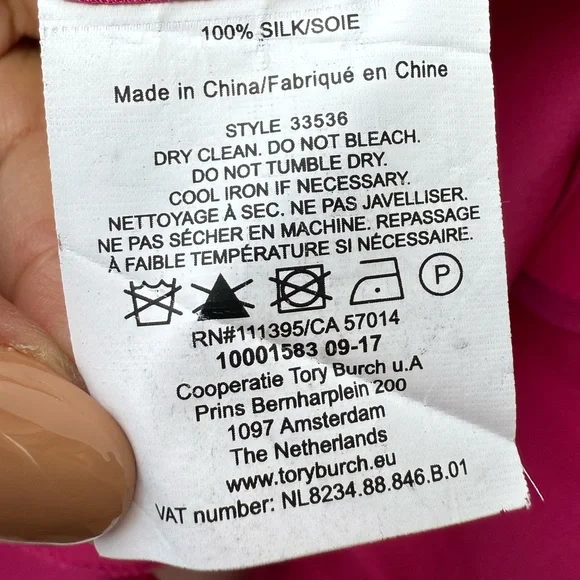 100% SILK/SOIE
Made in China/Fabriqué en Chine
STYLE 33536
DRY CLEAN. DO NOT BLEACH.
DO NOT TUMBLE DRY.
COOL IRON IF NECESSARY.
NETTOYAGE À SEC. NE PAS JAVELLISER.
NE PAS SÉCHER EN MACHINE. REPASSAGE
À FAIBLE TEMPÉRATURE SI NÉCESSAIRE.
P
RN#111395/CA 57014
10001583 09-17
Cooperatie Tory Burch u.A
Prins Bernharplein 200
1097 Amsterdam
The Netherlands
www.toryburch.eu
VAT number: NL8234.88.846.B.01